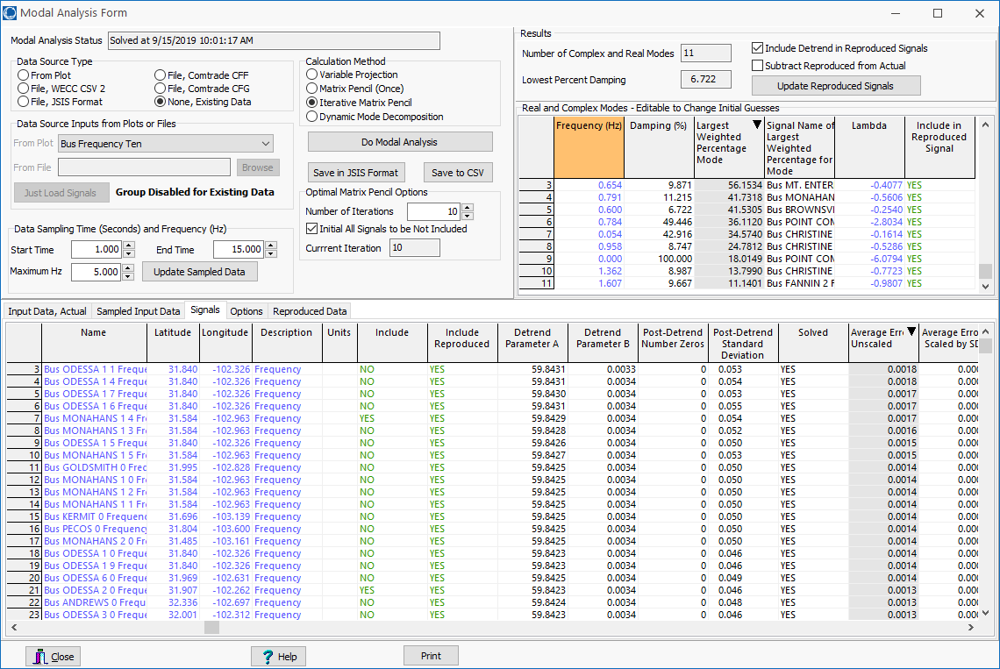 Modal Analysis Form
Modal Analysis Status Solved at 9/15/2019 10:01:17 AM
Data Source Type
From Plot
File, WECC CSV 2
File, JSIS Format
File, Comtrade CFF
File, Comtrade CFG
None, Existing Data
Data Source Inputs from Plots or Files
From Plot Bus Frequency Ten
From File Browse
Just Load Signals Group Disabled for Existing Data
Data Sampling Time (Seconds) and Frequency (Hz)
Start Time 1.000 End Time 15.000
Maximum Hz 5.000 Update Sampled Data
Calculation Method
Variable Projection
Matrix Pencil (Once)
Iterative Matrix Pencil
Dynamic Mode Decomposition
Do Modal Analysis
Save in JSIS Format Save to CSV
Optimal Matrix Pencil Options
Number of Iterations 10
Initial All Signals to be Not Included
Currrent Iteration 10
Results
Number of Complex and Real Modes 11
Lowest Percent Damping 6.722
Include Detrend in Reproduced Signals
Subtract Reproduced from Actual
Update Reproduced Signals
Real and Complex Modes - Editable to Change Initial Guesses
Frequency (Hz) Damping (%) Largest Weighted Percentage Mode Signal Name of Largest Weighted Percentage for Mode Lambda Include in Reproduced Signal
3 0.654 9.871 56.1534 Bus MT. ENTER -0.4077 YES
4 0.791 11.215 41.7318 Bus MONAHAN -0.5606 YES
5 0.600 6.722 41.5305 Bus BROWNSVI -0.2540 YES
6 0.784 49.446 36.1120 Bus POINT COM -2.8034 YES
7 0.054 42.916 34.5740 Bus CHRISTINE -0.1614 YES
8 0.958 8.747 24.7812 Bus CHRISTINE -0.5286 YES
9 0.000 100.000 18.0149 Bus POINT COM -6.0794 YES
10 1.362 8.987 13.7990 Bus CHRISTINE -0.7723 YES
11 1.607 9.667 11.1401 Bus FANNIN 2 F -0.9807 YES
Input Data, Actual Sampled Input Data Signals Options Reproduced Data
Name Latitude Longitude Description Units Include Include Reproduced Detrend Parameter A Detrend Parameter B Post-Detrend Number Zeros Post-Detrend Standard Deviation Solved Average Err Unscaled Average Erro Scaled by SD
3 Bus ODESSA 1 1 Freque 31.840 -102.326 Frequency NO YES 59.8431 0.0033 0 0.053 YES 0.0018 0.000
4 Bus ODESSA 1 4 Freque 31.840 -102.326 Frequency NO YES 59.8431 0.0034 0 0.054 YES 0.0018 0.000
5 Bus ODESSA 1 7 Freque 31.840 -102.326 Frequency NO YES 59.8430 0.0034 0 0.053 YES 0.0017 0.000
6 Bus ODESSA 1 6 Freque 31.840 -102.326 Frequency NO YES 59.8431 0.0034 0 0.055 YES 0.0017 0.000
7 Bus MONAHANS 1 4 Fr 31.584 -102.963 Frequency YES YES 59.8429 0.0034 0 0.054 YES 0.0017 0.000
8 Bus MONAHANS 1 3 Fr 31.584 -102.963 Frequency NO YES 59.8428 0.0034 0 0.052 YES 0.0016 0.000
9 Bus ODESSA 1 5 Freque 31.840 -102.326 Frequency NO YES 59.8426 0.0034 0 0.050 YES 0.0015 0.000
10 Bus MONAHANS 1 5 Fr 31.584 -102.963 Frequency NO YES 59.8427 0.0034 0 0.053 YES 0.0015 0.000
11 Bus GOLDSMITH 0 Freq 31.995 -102.828 Frequency NO YES 59.8425 0.0034 0 0.050 YES 0.0014 0.000
12 Bus MONAHANS 1 0 Fr 31.584 -102.963 Frequency NO YES 59.8425 0.0034 0 0.050 YES 0.0014 0.000
13 Bus MONAHANS 1 2 Fr 31.584 -102.963 Frequency NO YES 59.8425 0.0034 0 0.050 YES 0.0014 0.000
14 Bus MONAHANS 1 1 Fr 31.584 -102.963 Frequency NO YES 59.8425 0.0034 0 0.050 YES 0.0014 0.000
15 Bus KERMIT 0 Frequenc 31.696 -103.139 Frequency NO YES 59.8425 0.0034 0 0.050 YES 0.0014 0.000
16 Bus PECOS 0 Frequency 31.804 -103.600 Frequency NO YES 59.8425 0.0034 0 0.050 YES 0.0014 0.000
17 Bus MONAHANS 2 0 Fr 31.485 -103.161 Frequency NO YES 59.8425 0.0034 0 0.050 YES 0.0014 0.000
18 Bus ODESSA 1 0 Freque 31.840 -102.326 Frequency NO YES 59.8423 0.0034 0 0.046 YES 0.0014 0.000
19 Bus ODESSA 1 9 Freque 31.840 -102.326 Frequency NO YES 59.8423 0.0034 0 0.046 YES 0.0014 0.000
20 Bus ODESSA 6 0 Freque 31.969 -102.631 Frequency NO YES 59.8425 0.0034 0 0.049 YES 0.0014 0.000
21 Bus ODESSA 2 0 Freque 31.907 -102.262 Frequency YES YES 59.8423 0.0034 0 0.046 YES 0.0013 0.000
22 Bus ANDREWS 0 Frequ 32.336 -102.697 Frequency NO YES 59.8424 0.0034 0 0.048 YES 0.0013 0.000
23 Bus ODESSA 3 0 Freque 32.001 -102.312 Frequency NO YES 59.8423 0.0034 0 0.046 YES 0.0013 0.000
Close Help Print